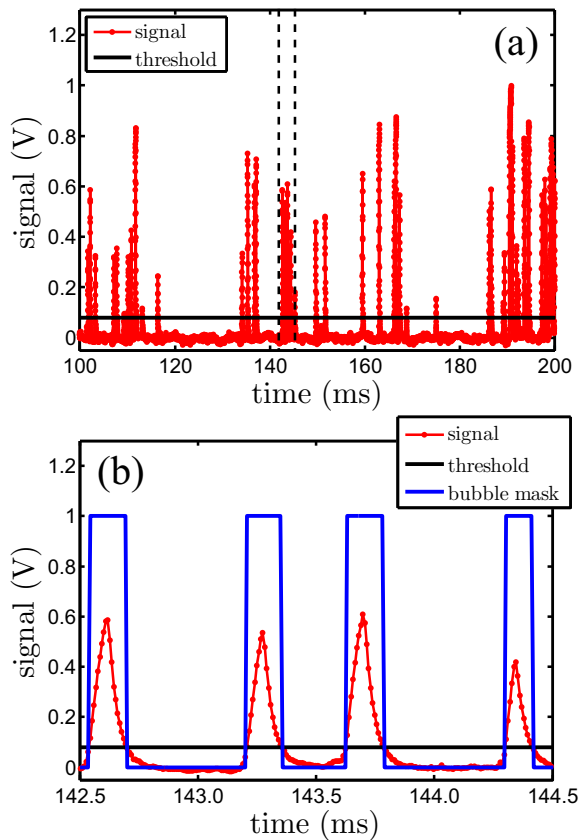 1.2
1
0.8
0.6
0.4
0.2
0
signal (V)
signal
threshold
(a)
100 120 140 160 180 200
time (ms)
signal
threshold
bubble mask
(b)
1.2
1
0.8
0.6
0.4
0.2
0
signal (V)
142.5 143.0 143.5 144.0 144.5
time (ms)